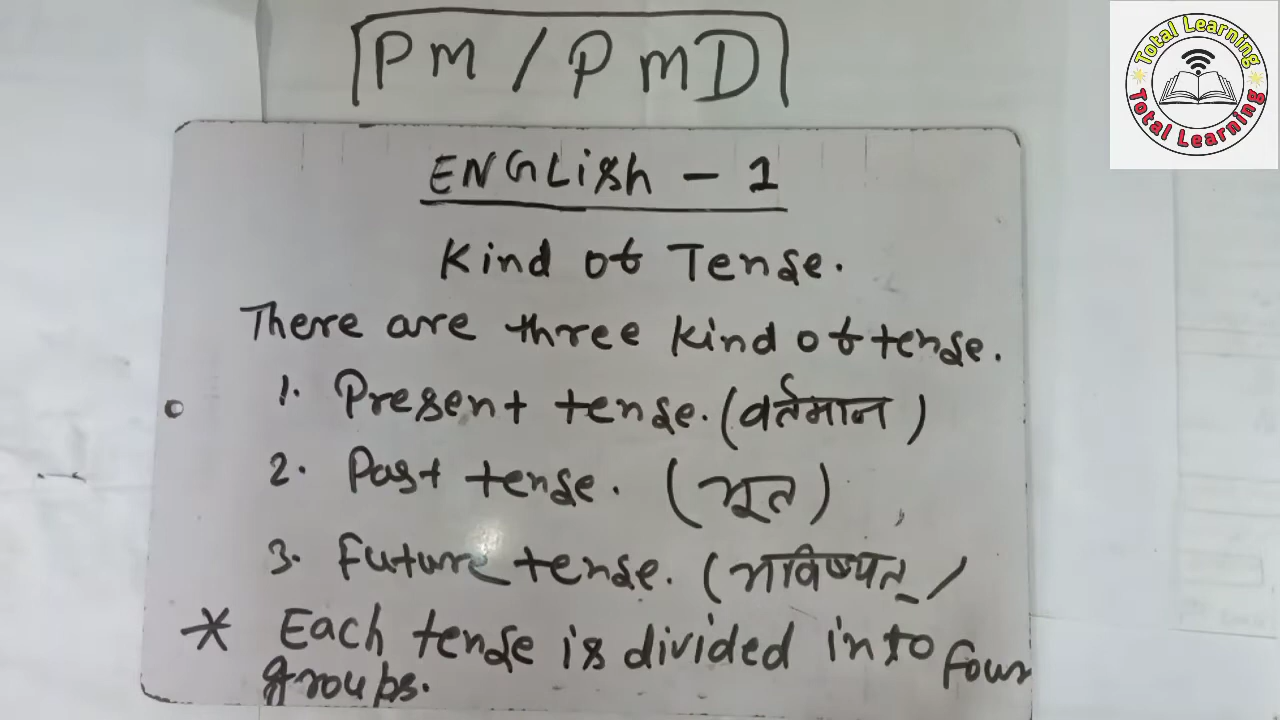 PM / PMD
Total Learning
Total Learning
ENGLish - 1
Kind of Tense.
There are three kind of tense.
1. Present tense. (वर्तमान)
2. Past tense. (भूत)
3. Future tense. (भविष्यत् /
* Each tense is divided into four
groups.